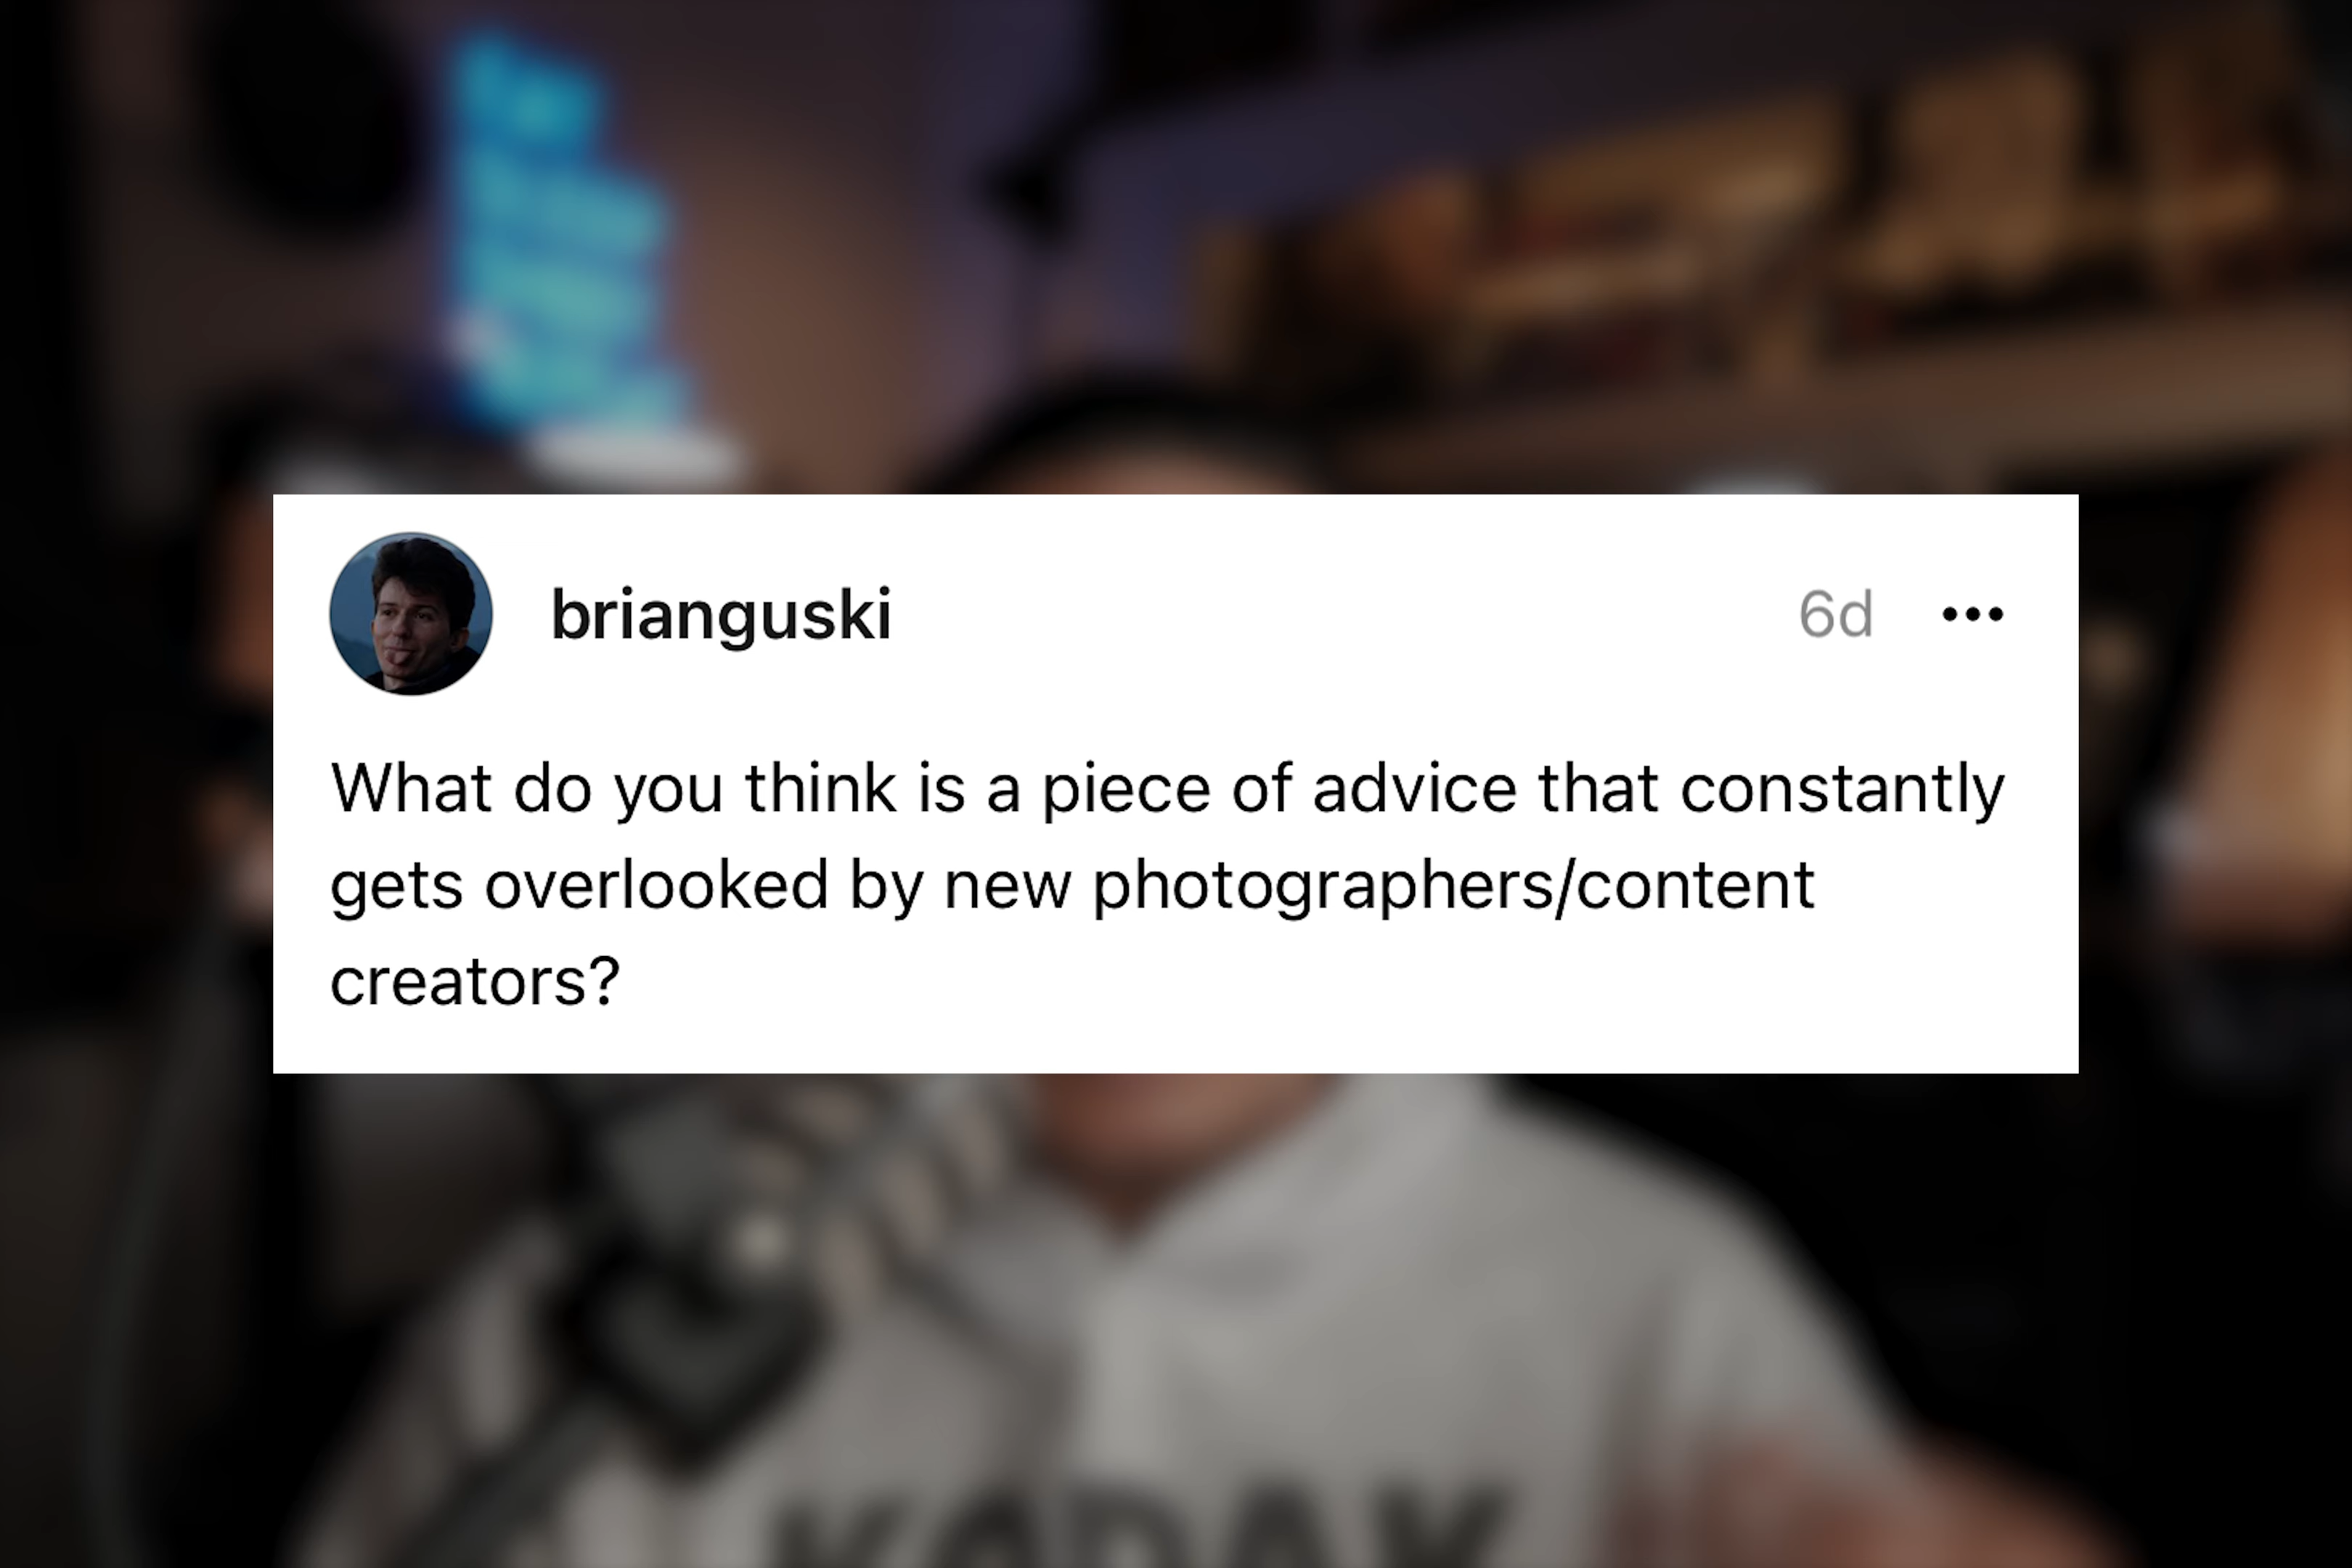 brianguski
6d
What do you think is a piece of advice that constantly
gets overlooked by new photographers/content
creators?
KODAK